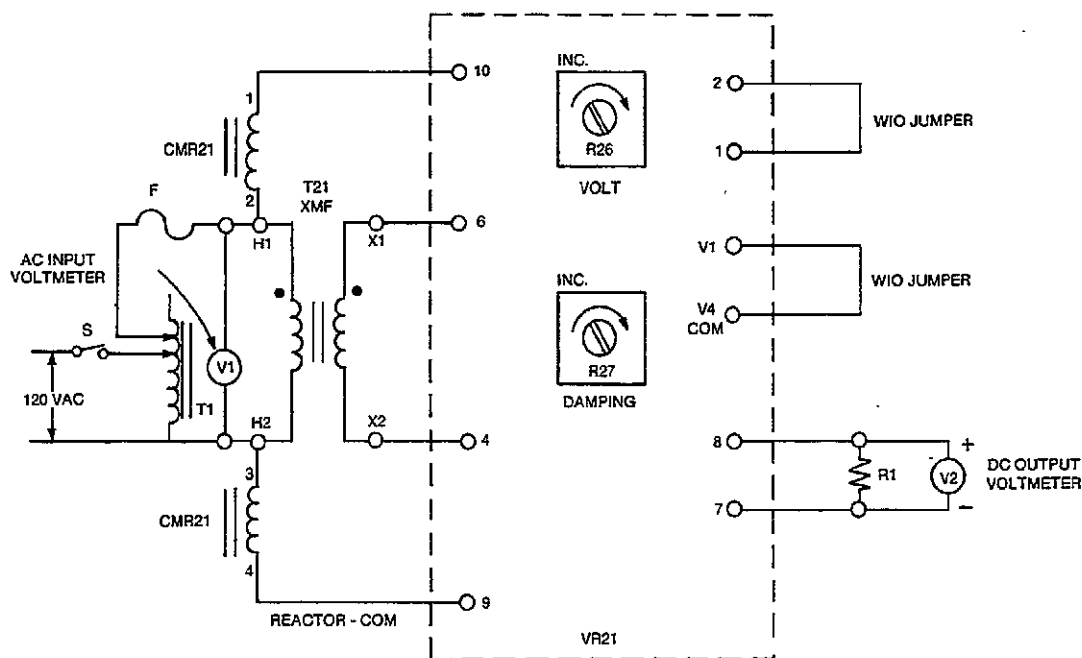 INC.
R26
VOLT
10
2
1
WIO JUMPER
1
CMR21
2
T21
XMF
F
H1
X1
6
AC INPUT
VOLTMETER
V1
V4
COM
WIO JUMPER
INC.
R27
DAMPING
S
V1
120 VAC
T1
H2
X2
4
8
7
R1
+
V2
−
DC OUTPUT
VOLTMETER
3
CMR21
4
9
REACTOR - COM
VR21